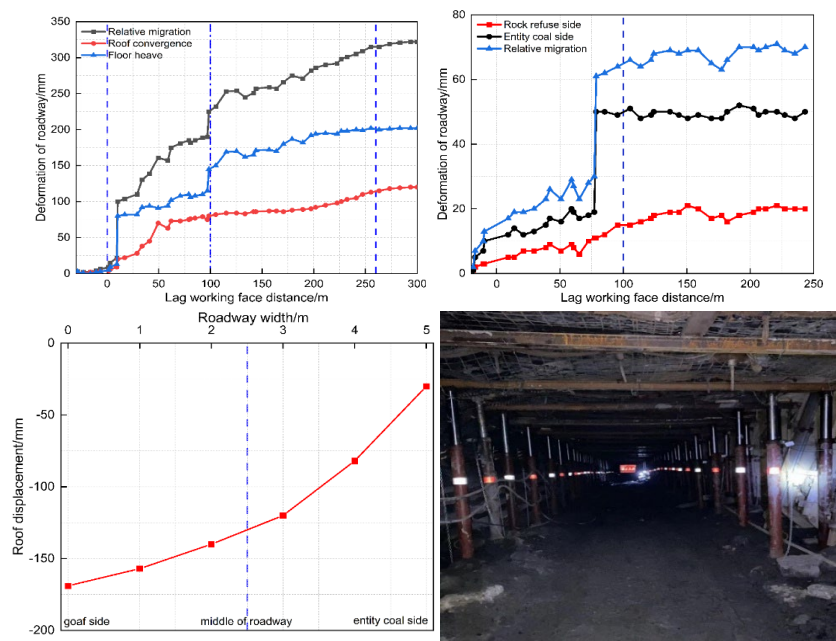 Relative migration
Roof convergence
Floor heave
350
300
250
200
150
100
50
0
0
50
100
150
200
250
300
Deformation of roadway/mm
Lag working face distance/m
Rock refuse side
Entity coal side
Relative migration
80
60
40
20
0
0
50
100
150
200
250
Deformation of roadway/mm
Lag working face distance/m
Roadway width/m
0
1
2
3
4
5
0
-50
-100
-150
-200
Roof displacement/mm
goaf side
middle of roadway
entity coal side